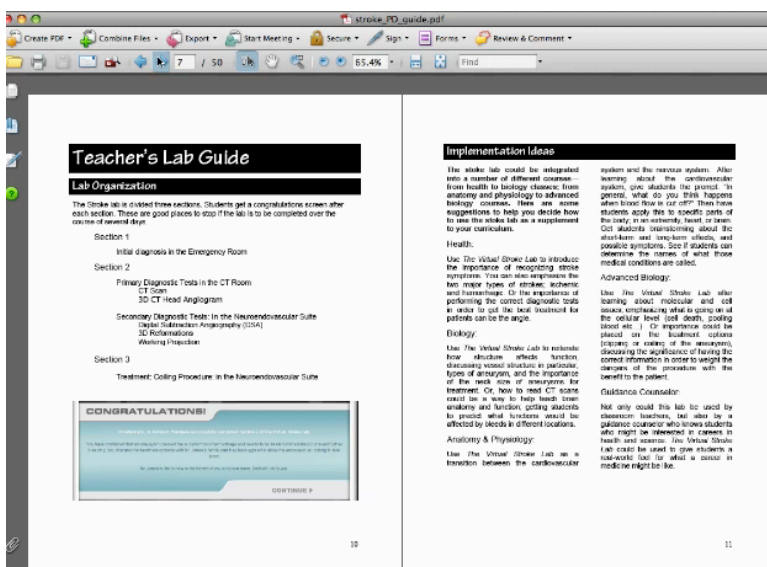 stroke_PD_guide.pdf
Create PDF
Combine Files
Export
Start Meeting
Secure
Sign
Forms
Review & Comment
7 / 50
65.4%
Find
Teacher's Lab Guide
Lab Organization
The Stroke lab is divided three sections. Students get a congratulations screen after
each section. These are good places to stop if the lab is to be completed over the
course of several days.
Section 1
Initial diagnosis in the Emergency Room
Section 2
Primary Diagnostic Tests in the CT Room
CT Scan
3D CT Head Angiogram
Secondary Diagnostic Tests: In the Neuroendovascular Suite
Digital Subtraction Angiography (DSA)
3D Reformations
Working Projection
Section 3
Treatment: Coiling Procedure: in the Neuroendovascular Suite
CONGRATULATIONS!
CONTINUE
10
Implementation Ideas
The stoke lab could be integrated
into a number of different courses—
from health to biology classes; from
anatomy and physiology to advanced
biology courses. Here are some
suggestions to help you decide how
to use the stoke lab as a supplement
to your curriculum.
Health:
Use The Virtual Stroke Lab to introduce
the importance of recognizing stroke
symptoms. You can also emphasize the
two major types of strokes; ischemic
and hemorrhagic. Or the importance of
performing the correct diagnostic tests
in order to get the best treatment for
patients can be the angle.
Biology:
Use The Virtual Stroke Lab to reiterate
how structure affects function,
discussing vessel structure in particular,
types of aneurysm, and the importance
of the neck size of aneurysms for
treatment. Or, how to read CT scans
could be a way to help teach brain
anatomy and function, getting students
to predict what functions would be
affected by bleeds in different locations.
Anatomy & Physiology:
Use The Virtual Stroke Lab as a
transition between the cardiovascular
system and the nervous system. After
learning about the cardiovascular
system, give students the prompt. "In
general, what do you think happens
when blood flow is cut off?" Then have
students apply this to specific parts of
the body; in an extremity, heart, or brain.
Get students brainstorming about the
short-term and long-term effects, and
possible symptoms. See if students can
determine the names of what those
medical conditions are called.
Advanced Biology:
Use The Virtual Stroke Lab after
learning about molecular and cell
issues, emphasizing what is going on at
the cellular level (cell death, pooling
blood etc ) Or importance could be
placed on the treatment options
(clipping or coiling of the aneurysm),
discussing the significance of having the
correct information in order to weight the
dangers of the procedure with the
benefit to the patient.
Guidance Counselor:
Not only could this lab be used by
classroom teachers, but also by a
guidance counselor who knows students
who might be interested in careers in
health and science. The Virtual Stroke
Lab could be used to give students a
real-world feel for what a career in
medicine might be like.
11